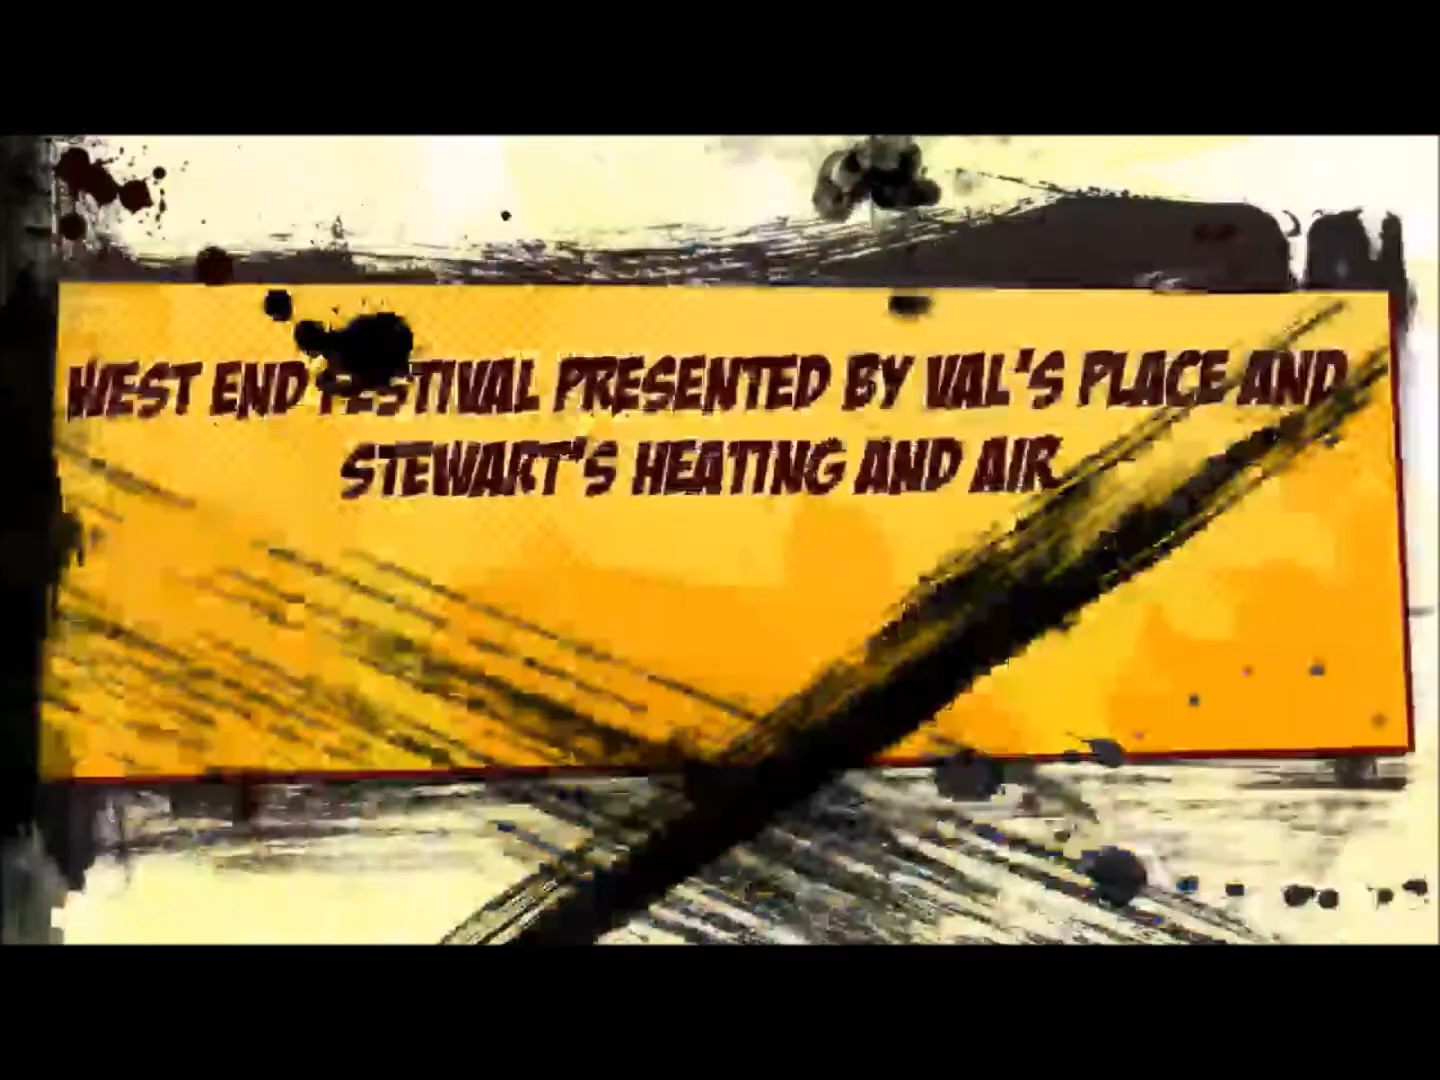 WEST END FESTIVAL PRESENTED BY VAL'S PLACE AND
STEWART'S HEATING AND AIR